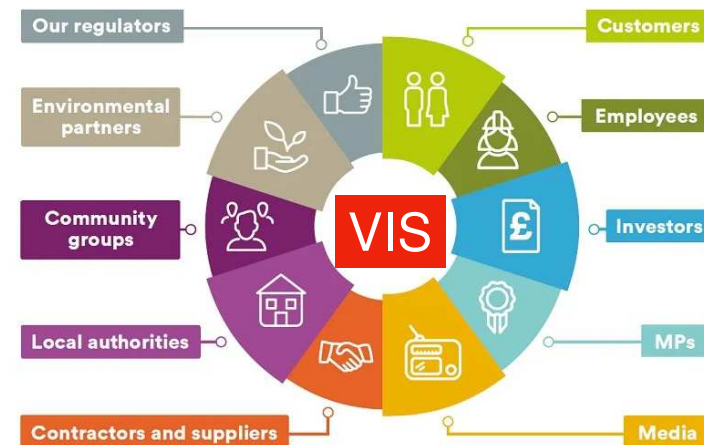 Our regulators
Customers
Environmental
partners
Employees
VIS
£
Community
groups
Investors
Local authorities
MPs
Contractors and suppliers
Media